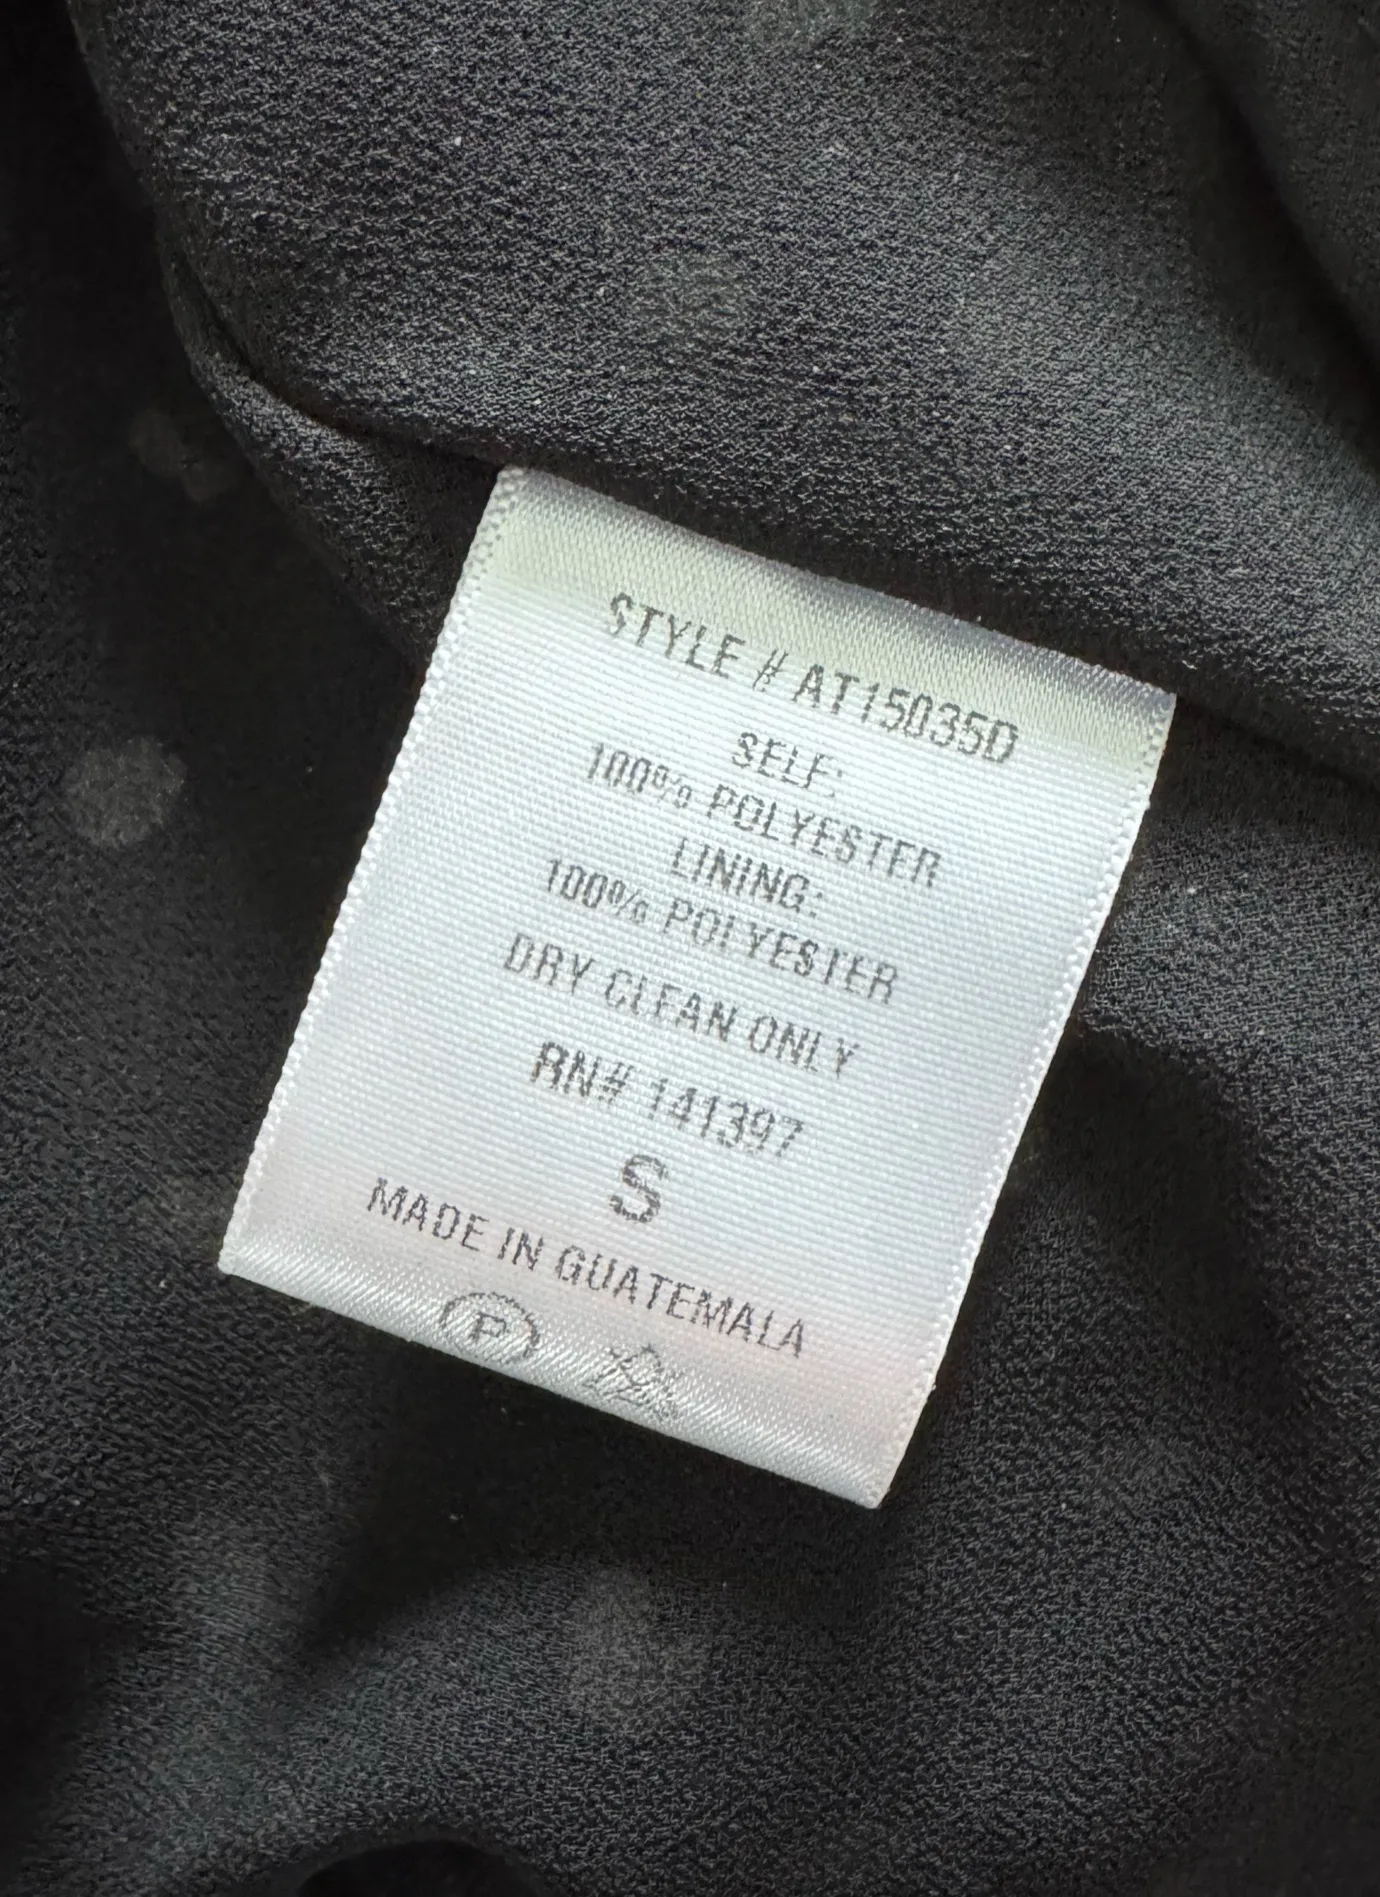 STYLE # AT15035D
SELF:
100% POLYESTER
LINING:
100% POLYESTER
DRY CLEAN ONLY
RN# 141397
S
MADE IN GUATEMALA
P